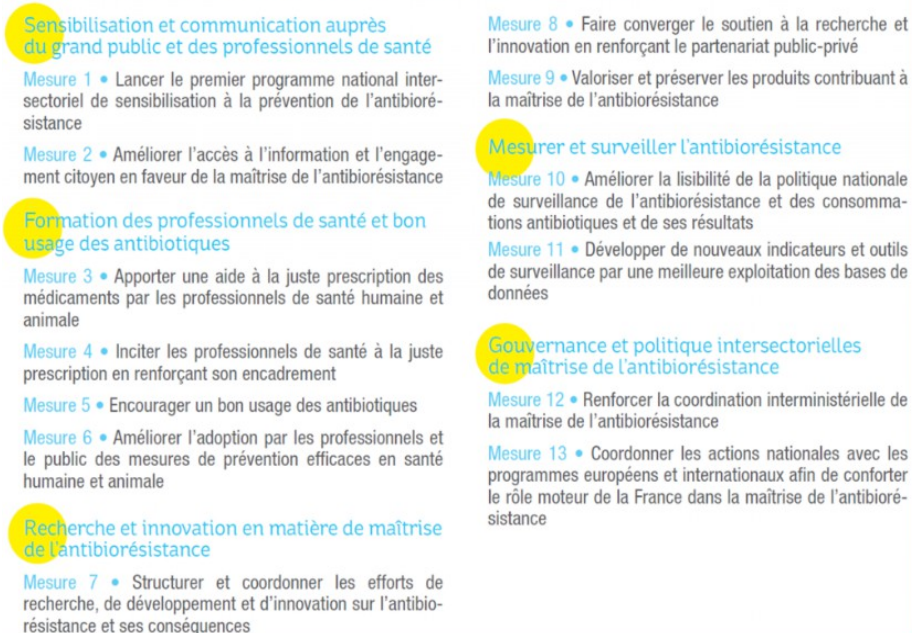 Sensibilisation et communication auprès
du grand public et des professionnels de santé
Mesure 1 • Lancer le premier programme national inter-
sectoriel de sensibilisation à la prévention de l'antibioré-
sistance
Mesure 2 • Améliorer l'accès à l'information et l'engage-
ment citoyen en faveur de la maîtrise de l'antibiorésistance
Formation des professionnels de santé et bon
usage des antibiotiques
Mesure 3 • Apporter une aide à la juste prescription des
médicaments par les professionnels de santé humaine et
animale
Mesure 4 • Inciter les professionnels de santé à la juste
prescription en renforçant son encadrement
Mesure 5 • Encourager un bon usage des antibiotiques
Mesure 6 • Améliorer l'adoption par les professionnels et
le public des mesures de prévention efficaces en santé
humaine et animale
Recherche et innovation en matière de maîtrise
de l'antibiorésistance
Mesure 7 • Structurer et coordonner les efforts de
recherche, de développement et d'innovation sur l'antibio-
résistance et ses conséquences
Mesure 8 • Faire converger le soutien à la recherche et
l'innovation en renforçant le partenariat public-privé
Mesure 9 • Valoriser et préserver les produits contribuant à
la maîtrise de l'antibiorésistance
Mesurer et surveiller l'antibiorésistance
Mesure 10 • Améliorer la lisibilité de la politique nationale
de surveillance de l'antibiorésistance et des consomma-
tions antibiotiques et de ses résultats
Mesure 11 • Développer de nouveaux indicateurs et outils
de surveillance par une meilleure exploitation des bases de
données
Gouvernance et politique intersectorielles
de maîtrise de l'antibiorésistance
Mesure 12 • Renforcer la coordination interministérielle de
la maîtrise de l'antibiorésistance
Mesure 13 • Coordonner les actions nationales avec les
programmes européens et internationaux afin de conforter
le rôle moteur de la France dans la maîtrise de l'antibioré-
sistance